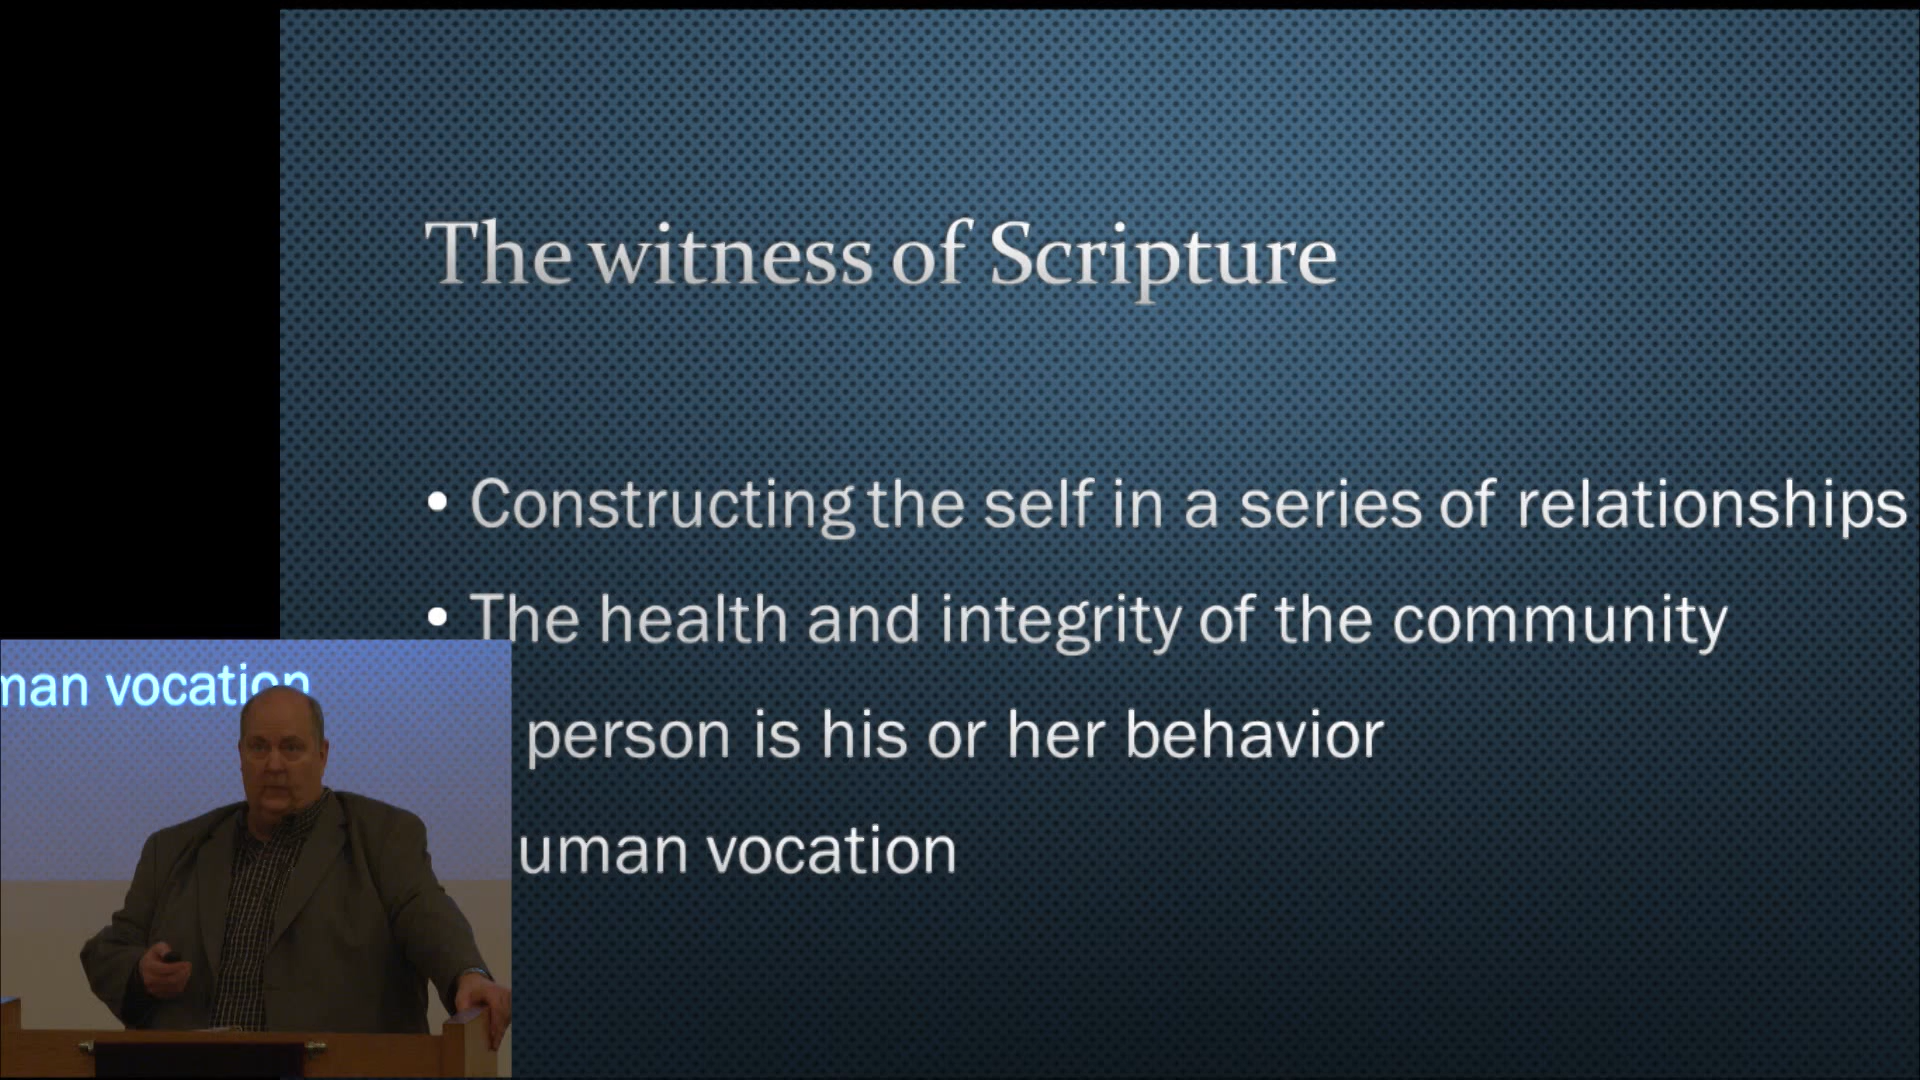 The witness of Scripture
• Constructing the self in a series of relationships
• The health and integrity of the community
person is his or her behavior
uman vocation
man vocation